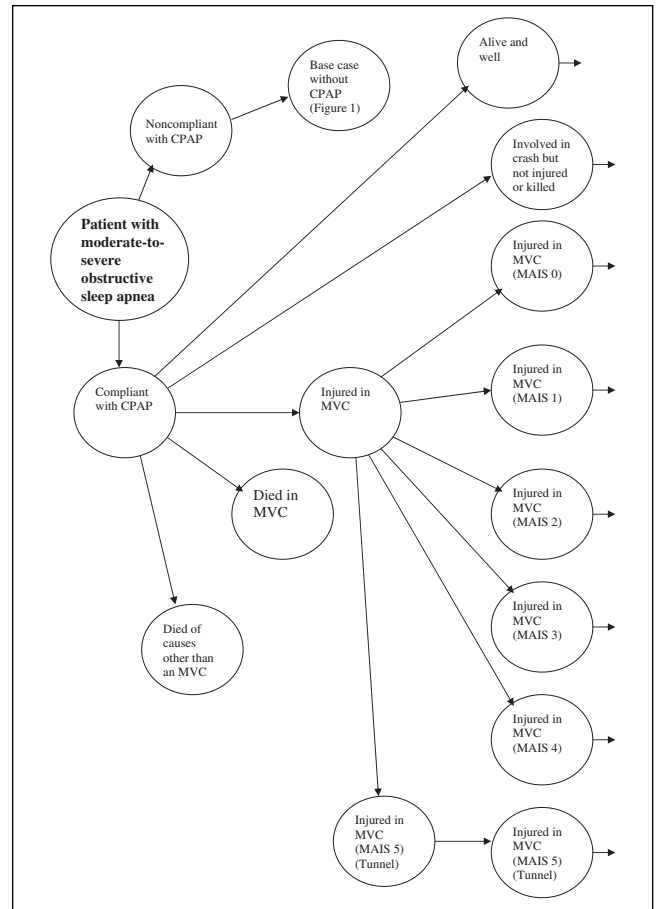 Alive and
well
Base case
without
CPAP
(Figure 1)
Noncompliant
with CPAP
Involved in
crash but
not injured
or killed
Patient with
moderate-to-
severe
obstructive
sleep apnea
Injured in
MVC
(MAIS 0)
Compliant
with CPAP
Injured in
MVC
Injured in
MVC
(MAIS 1)
Died in
MVC
Injured in
MVC
(MAIS 2)
Died of
causes
other than
an MVC
Injured in
MVC
(MAIS 3)
Injured in
MVC
(MAIS 4)
Injured in
MVC
(MAIS 5)
(Tunnel)
Injured in
MVC
(MAIS 5)
(Tunnel)